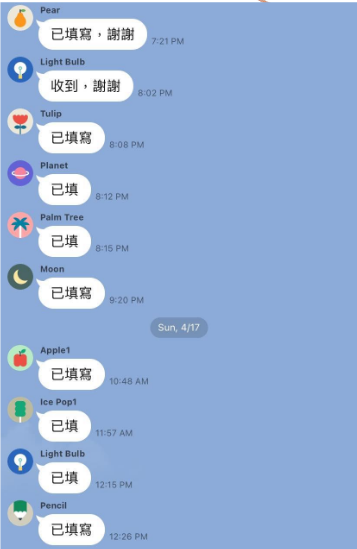 Pear
已填寫，謝謝
7:21 PM
Light Bulb
收到，謝謝
8:02 PM
Tulip
已填寫
8:08 PM
Planet
已填
8:12 PM
Palm Tree
已填
8:15 PM
Moon
已填寫
9:20 PM
Sun, 4/17
Apple1
已填寫
10:48 AM
Ice Pop1
已填
11:57 AM
Light Bulb
已填
12:15 PM
Pencil
已填寫
12:26 PM